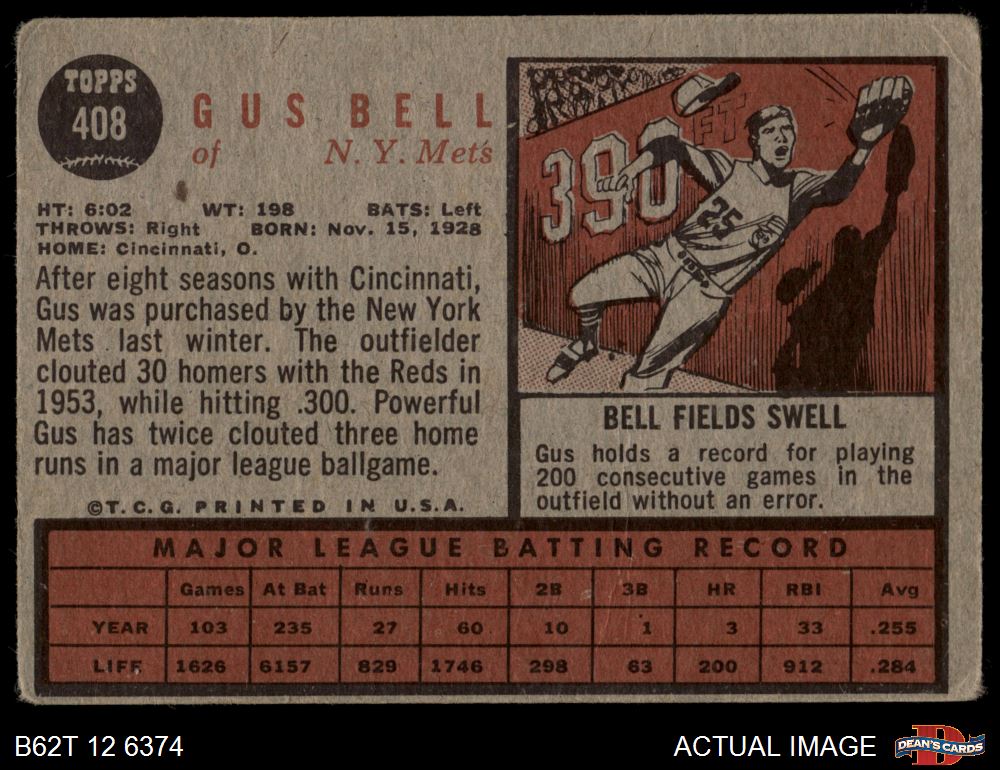 TOPPS
408
GUS BELL
of N. Y. Mets
HT: 6:02 WT: 198 BATS: Left
THROWS: Right BORN: Nov. 15, 1928
HOME: Cincinnati, O.
After eight seasons with Cincinnati,
Gus was purchased by the New York
Mets last winter. The outfielder
clouted 30 homers with the Reds in
1953, while hitting .300. Powerful
Gus has twice clouted three home
runs in a major league ballgame.
©T.C.G. PRINTED IN U.S.A.
390 FT
25
BELL FIELDS SWELL
Gus holds a record for playing
200 consecutive games in the
outfield without an error.
MAJOR LEAGUE BATTING RECORD
Games At Bat Runs Hits 2B 3B HR RBI Avg
YEAR 103 235 27 60 10 1 3 33 .255
LIFE 1626 6157 829 1746 298 63 200 912 .284
B62T 12 6374
ACTUAL IMAGE
DEAN'S CARDS